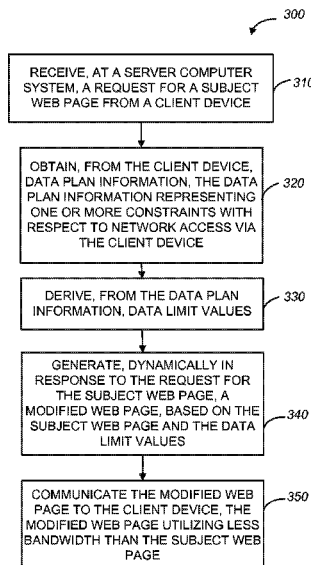 300
RECEIVE, AT A SERVER COMPUTER
SYSTEM, A REQUEST FOR A SUBJECT
WEB PAGE FROM A CLIENT DEVICE
310
OBTAIN, FROM THE CLIENT DEVICE,
DATA PLAN INFORMATION, THE DATA
PLAN INFORMATION REPRESENTING
ONE OR MORE CONSTRAINTS WITH
RESPECT TO NETWORK ACCESS VIA
THE CLIENT DEVICE
320
DERIVE, FROM THE DATA PLAN
INFORMATION, DATA LIMIT VALUES
330
GENERATE, DYNAMICALLY IN
RESPONSE TO THE REQUEST FOR
THE SUBJECT WEB PAGE, A
MODIFIED WEB PAGE, BASED ON THE
SUBJECT WEB PAGE AND THE DATA
LIMIT VALUES
340
COMMUNICATE THE MODIFIED WEB
PAGE TO THE CLIENT DEVICE, THE
MODIFIED WEB PAGE UTILIZING LESS
BANDWIDTH THAN THE SUBJECT WEB
PAGE
350